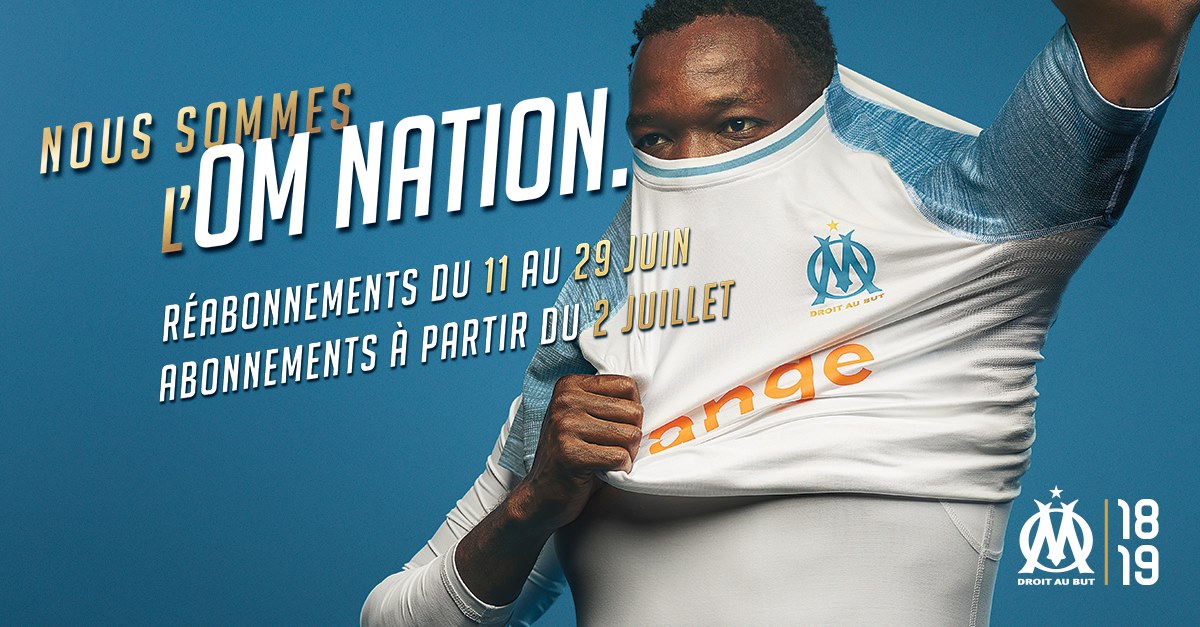 NOUS SOMMES
L'OM NATION.
RÉABONNEMENTS DU 11 AU 29 JUIN
ABONNEMENTS À PARTIR DU 2 JUILLET
DROIT AU BUT
ange
DROIT AU BUT
18
19